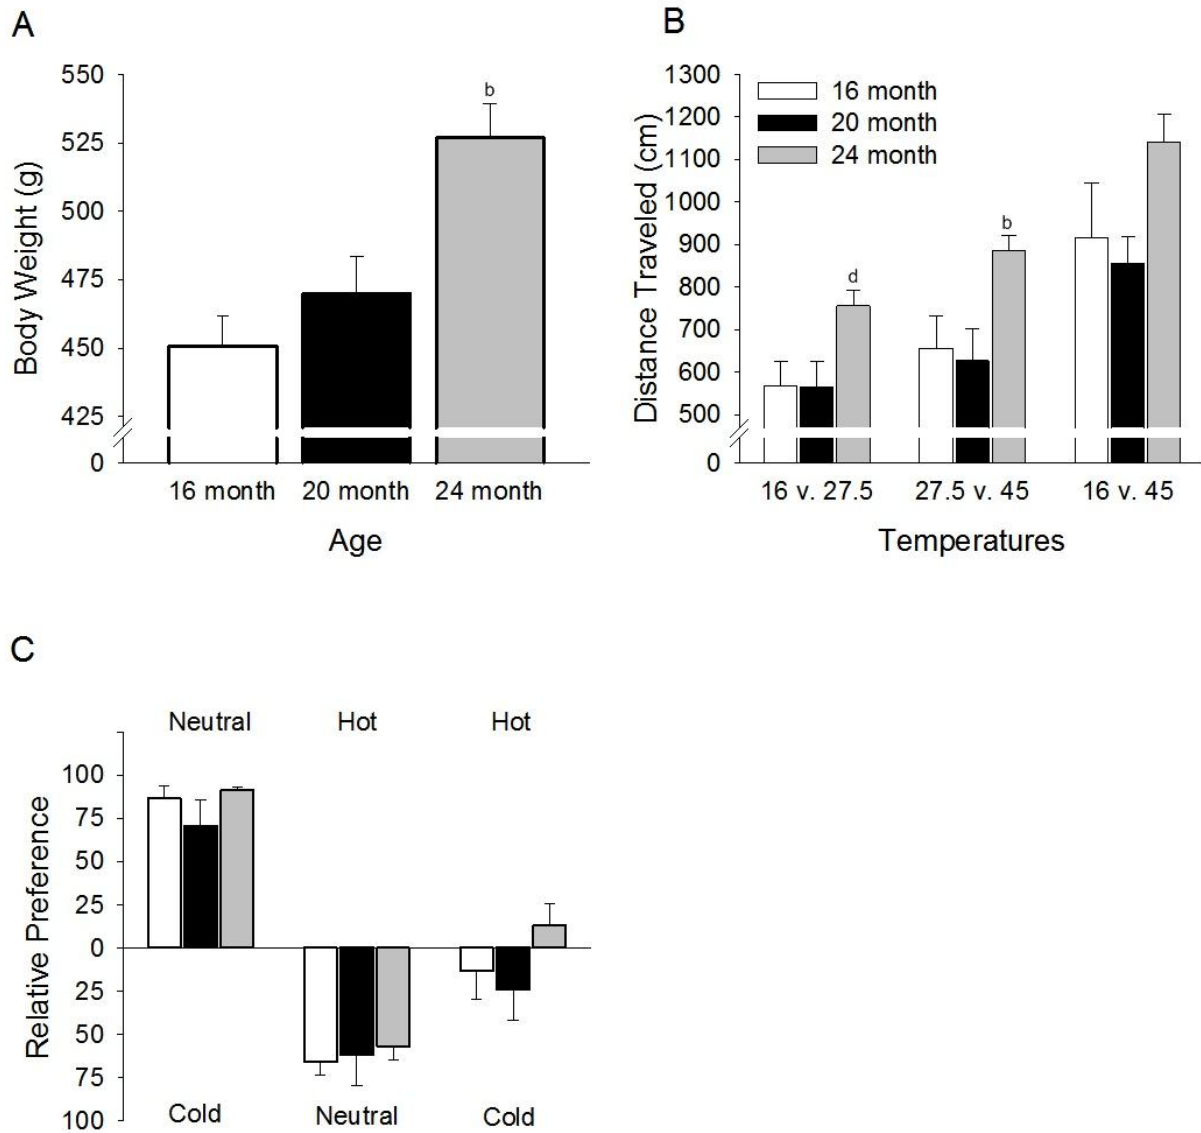 A
550
525
500
475
450
425
0
Body Weight (g)
b
16 month
20 month
24 month
Age
B
1300
1200
1100
1000
900
800
700
600
500
0
Distance Traveled (cm)
16 month
20 month
24 month
d
b
16 v. 27.5
27.5 v. 45
16 v. 45
Temperatures
C
Neutral
Hot
Hot
100
75
50
25
0
25
50
75
100
Relative Preference
Cold
Neutral
Cold